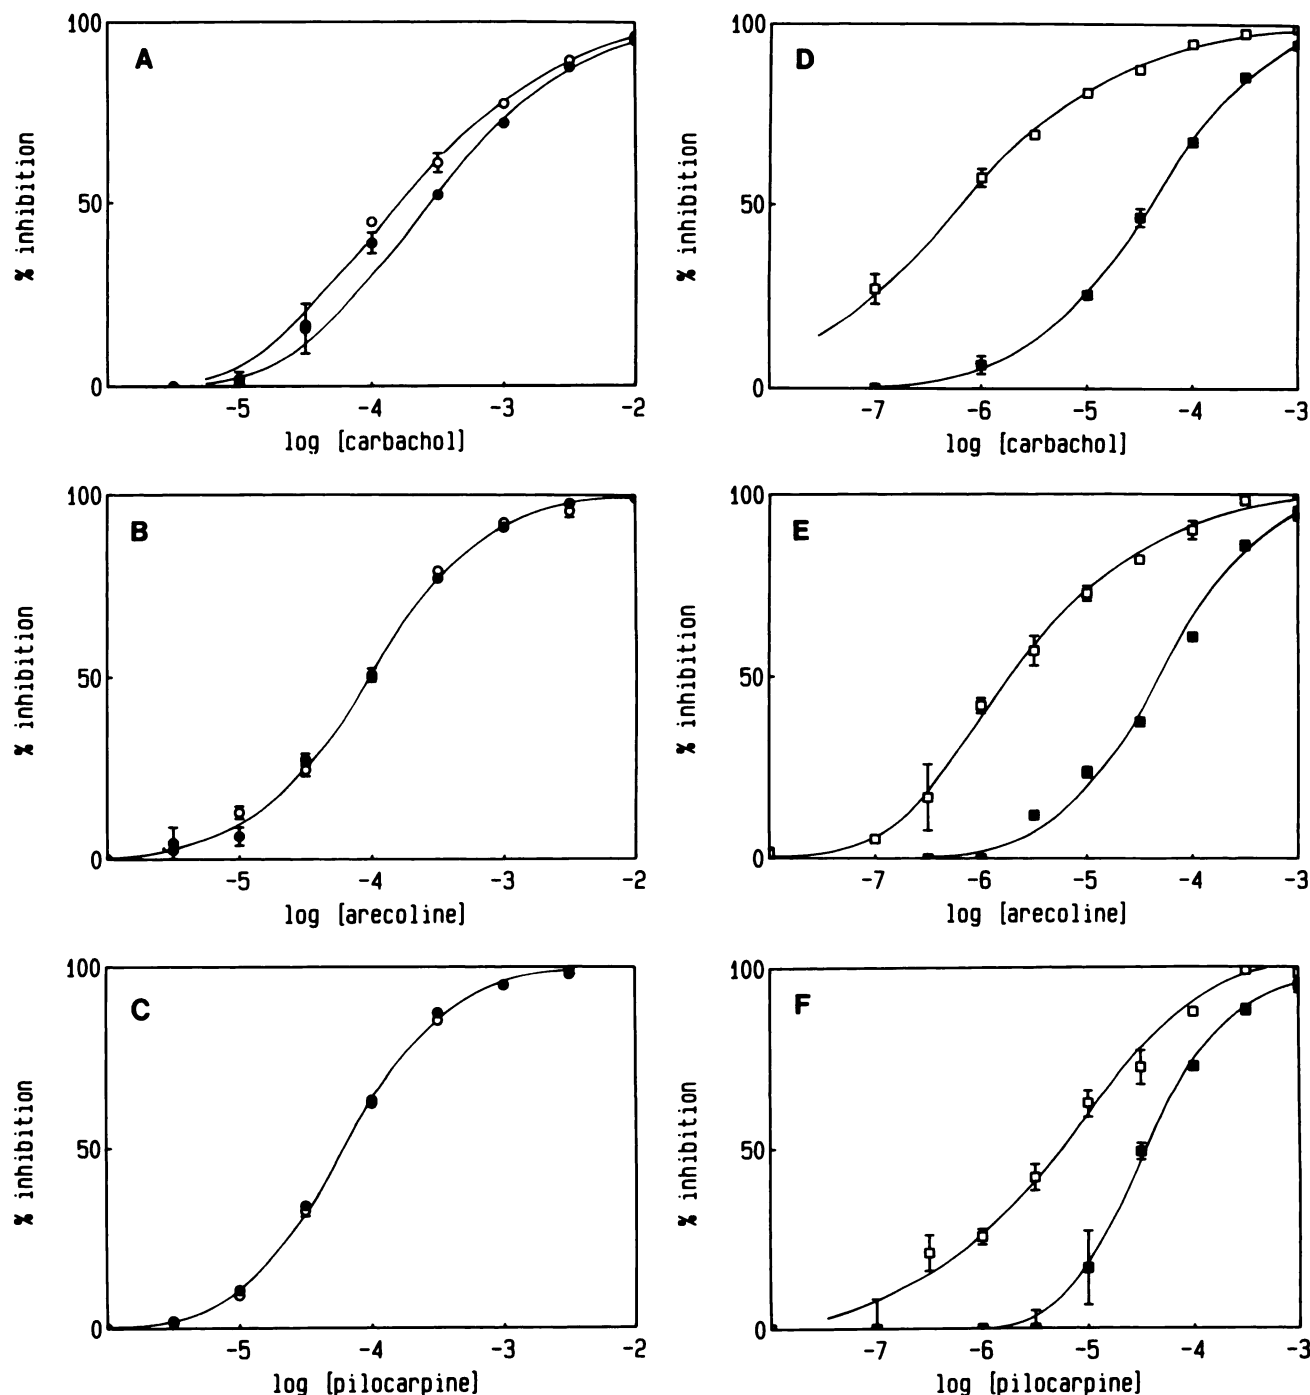 A
% inhibition
100
50
0
-5 -4 -3 -2
log [carbachol]
D
% inhibition
100
50
0
-7 -6 -5 -4 -3
log [carbachol]
B
% inhibition
100
50
0
-5 -4 -3 -2
log [arecoline]
E
% inhibition
100
50
0
-7 -6 -5 -4 -3
log [arecoline]
C
% inhibition
100
50
0
-5 -4 -3 -2
log [pilocarpine]
F
% inhibition
100
50
0
-7 -6 -5 -4 -3
log [pilocarpine]